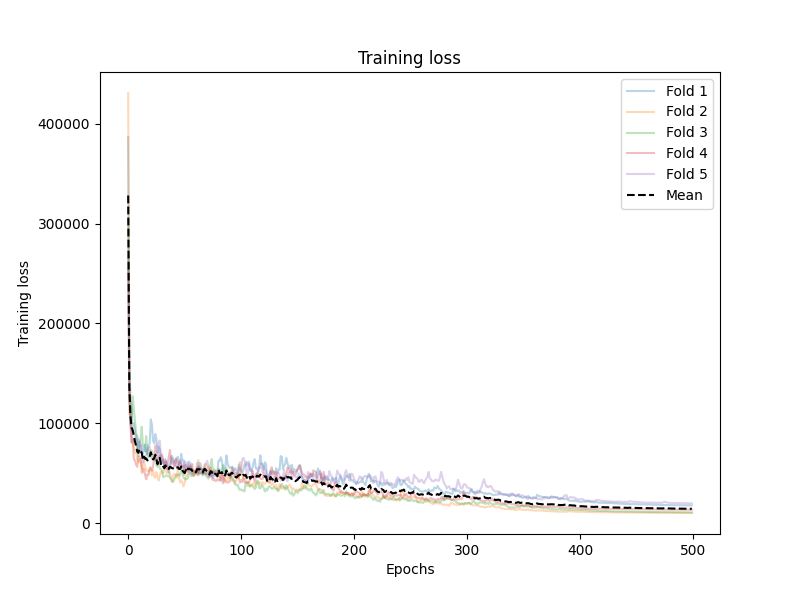 Training loss
Fold 1
Fold 2
Fold 3
Fold 4
Fold 5
Mean
Training loss
400000
300000
200000
100000
0
0 100 200 300 400 500
Epochs